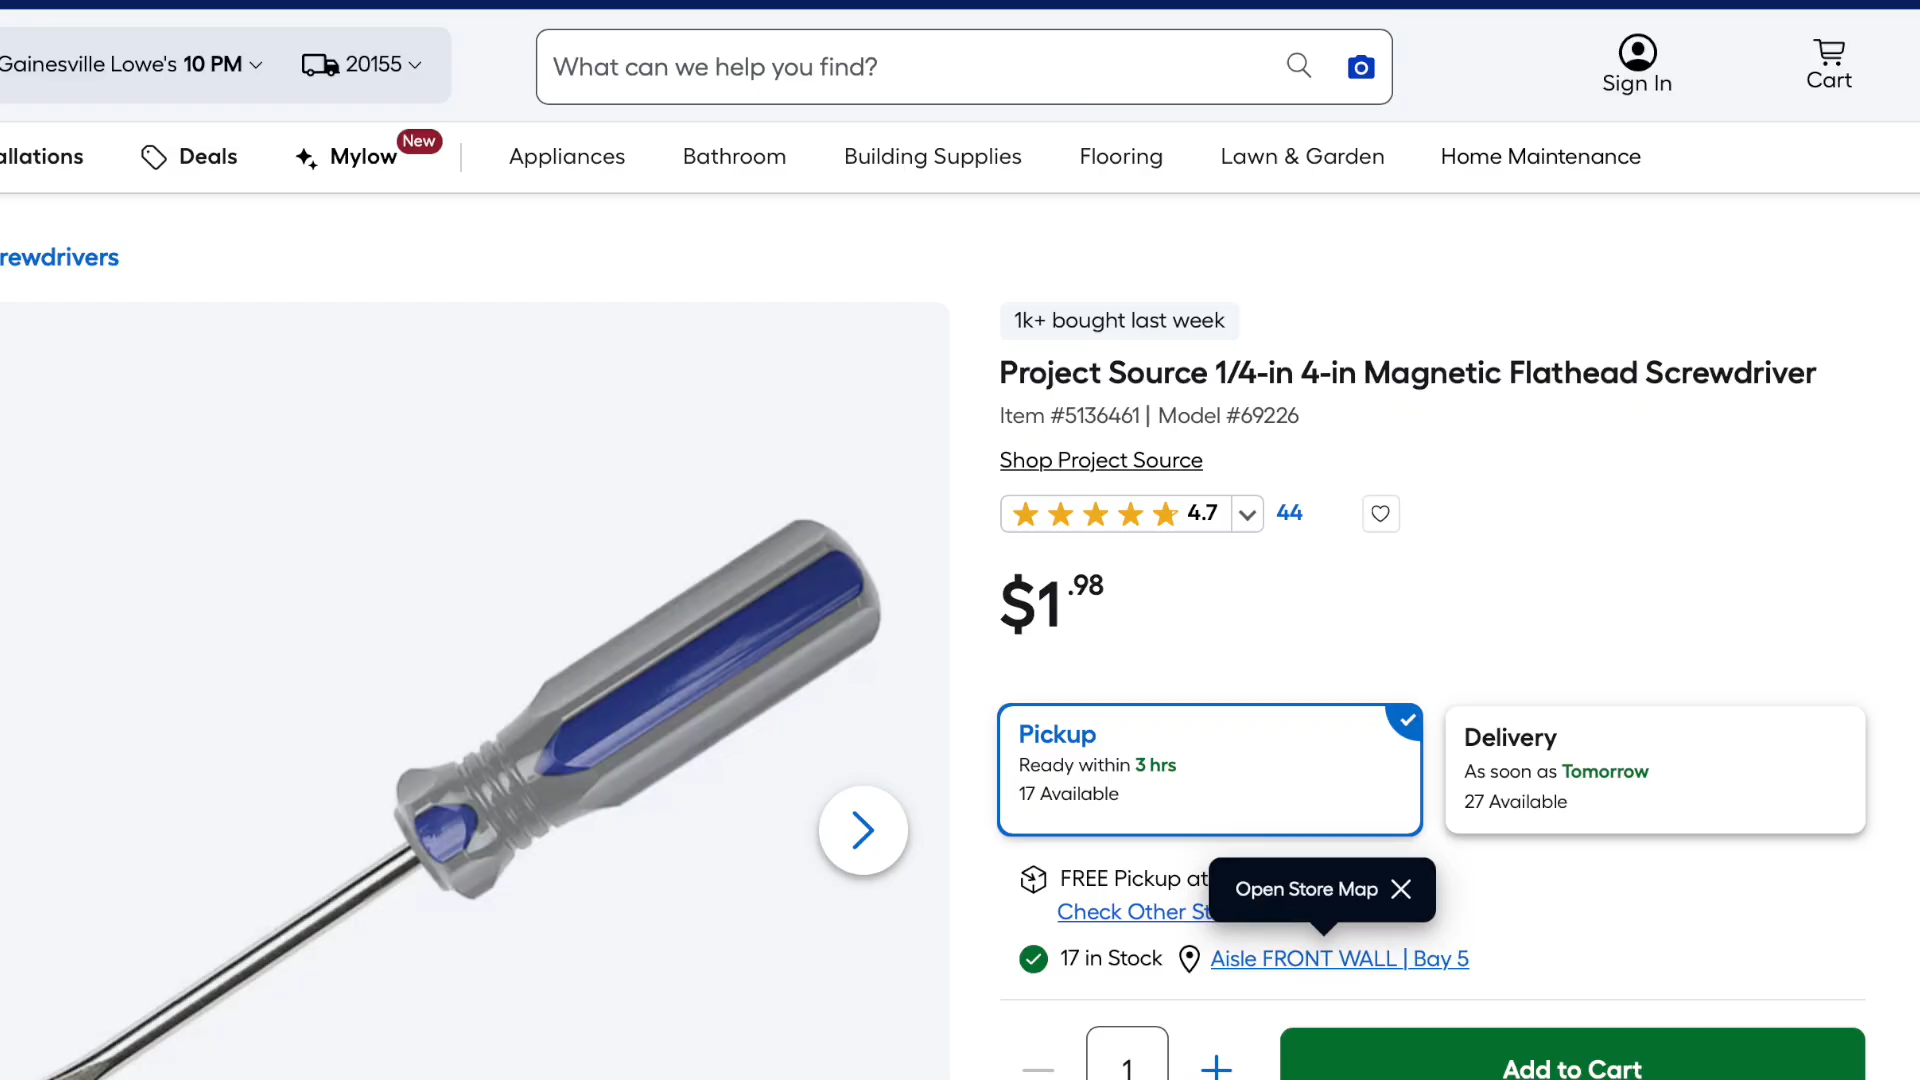 Gainesville Lowe's 10 PM
20155
What can we help you find?
Sign In
Cart
allations
Deals
Mylow
New
Appliances
Bathroom
Building Supplies
Flooring
Lawn & Garden
Home Maintenance
rewdrivers
1k+ bought last week
Project Source 1/4-in 4-in Magnetic Flathead Screwdriver
Item #5136461 | Model #69226
Shop Project Source
4.7
44
$1.98
Pickup
Ready within 3 hrs
17 Available
Delivery
As soon as Tomorrow
27 Available
FREE Pickup at
Open Store Map
Check Other St
17 in Stock
Aisle FRONT WALL | Bay 5
1
Add to Cart